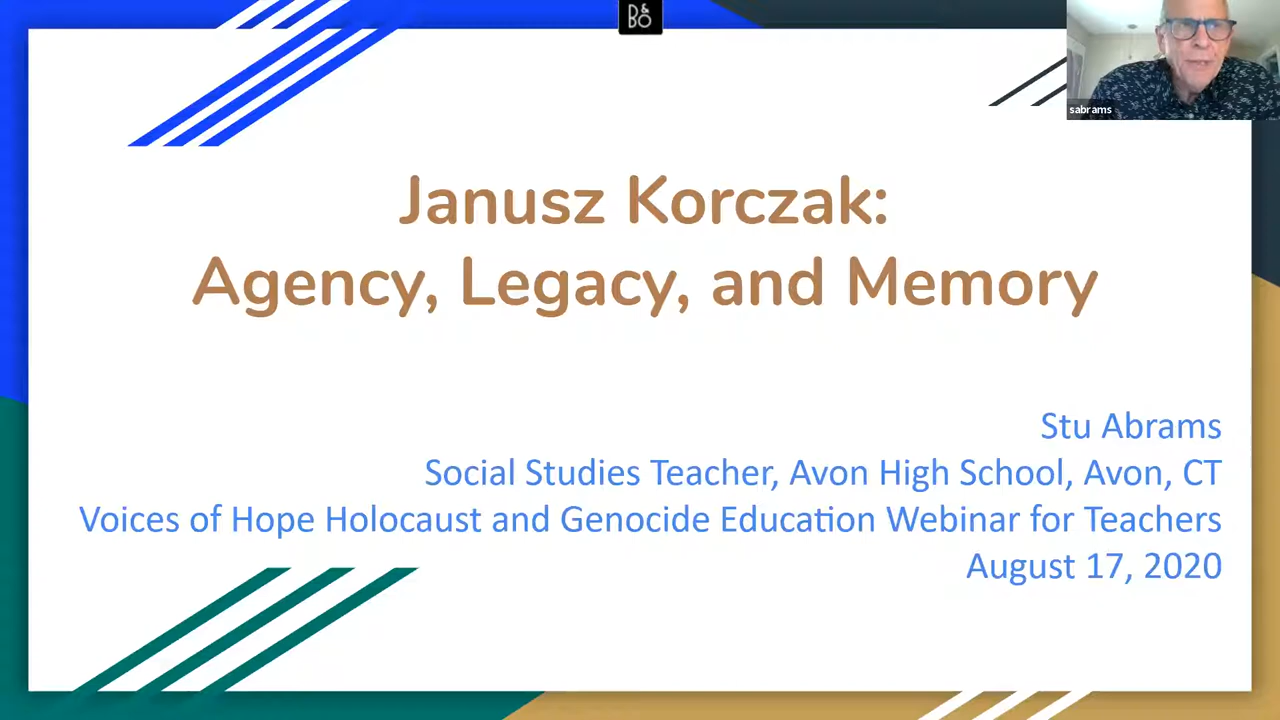 sabrams
Janusz Korczak:
Agency, Legacy, and Memory
Stu Abrams
Social Studies Teacher, Avon High School, Avon, CT
Voices of Hope Holocaust and Genocide Education Webinar for Teachers
August 17, 2020